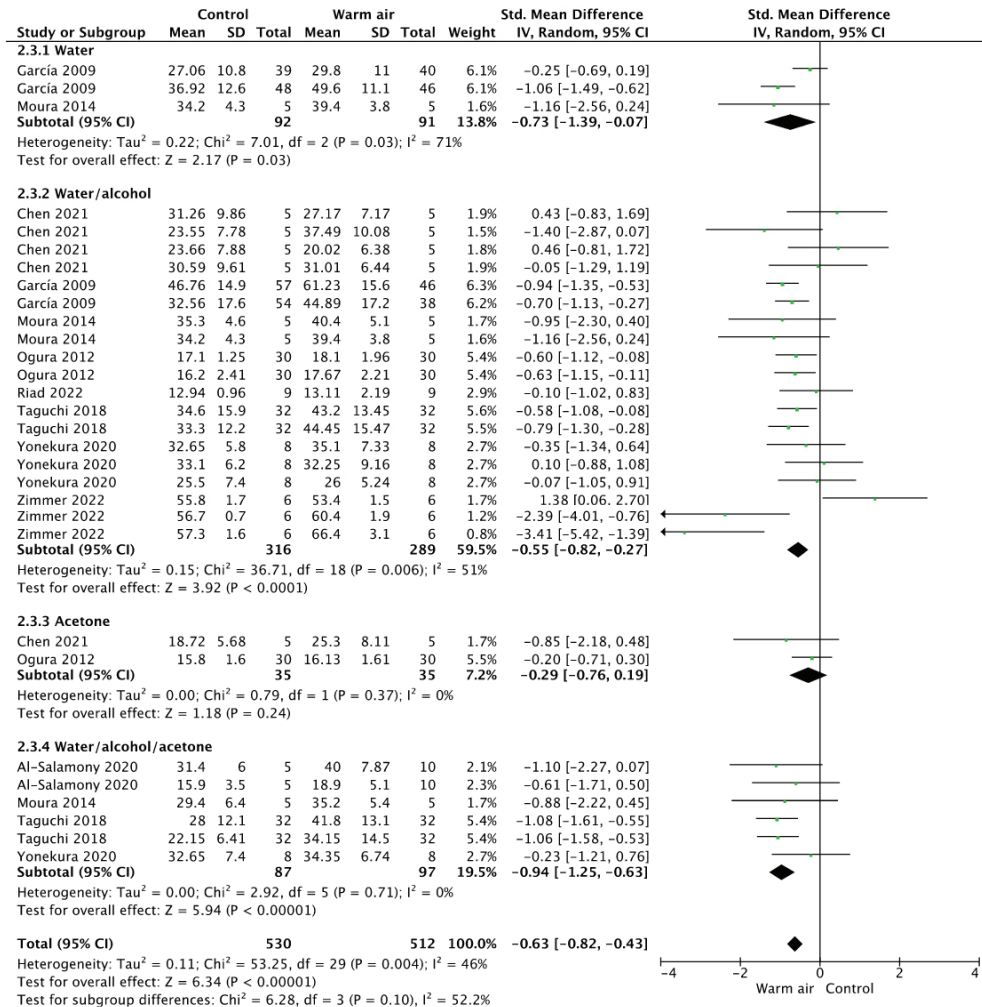 Control Warm air Std. Mean Difference Std. Mean Difference
Study or Subgroup Mean SD Total Mean SD Total Weight IV, Random, 95% CI IV, Random, 95% CI
2.3.1 Water
García 2009 27.06 10.8 39 29.8 11 40 6.1% −0.25 [−0.69, 0.19]
García 2009 36.92 12.6 48 49.6 11.1 46 6.1% −1.06 [−1.49, −0.62]
Moura 2014 34.2 4.3 5 39.4 3.8 5 1.6% −1.16 [−2.56, 0.24]
Subtotal (95% CI) 92 91 13.8% −0.73 [−1.39, −0.07]
Heterogeneity: Tau² = 0.22; Chi² = 7.01, df = 2 (P = 0.03); I² = 71%
Test for overall effect: Z = 2.17 (P = 0.03)
2.3.2 Water/alcohol
Chen 2021 31.26 9.86 5 27.17 7.17 5 1.9% 0.43 [−0.83, 1.69]
Chen 2021 23.55 7.78 5 37.49 10.08 5 1.5% −1.40 [−2.87, 0.07]
Chen 2021 23.66 7.88 5 20.02 6.38 5 1.8% 0.46 [−0.81, 1.72]
Chen 2021 30.59 9.61 5 31.01 6.44 5 1.9% −0.05 [−1.29, 1.19]
García 2009 46.76 14.9 57 61.23 15.6 46 6.3% −0.94 [−1.35, −0.53]
García 2009 32.56 17.6 54 44.89 17.2 38 6.2% −0.70 [−1.13, −0.27]
Moura 2014 35.3 4.6 5 40.4 5.1 5 1.7% −0.95 [−2.30, 0.40]
Moura 2014 34.2 4.3 5 39.4 3.8 5 1.6% −1.16 [−2.56, 0.24]
Ogura 2012 17.1 1.25 30 18.1 1.96 30 5.4% −0.60 [−1.12, −0.08]
Ogura 2012 16.2 2.41 30 17.67 2.21 30 5.4% −0.63 [−1.15, −0.11]
Riad 2022 12.94 0.96 9 13.11 2.19 9 2.9% −0.10 [−1.02, 0.83]
Taguchi 2018 34.6 15.9 32 43.2 13.45 32 5.6% −0.58 [−1.08, −0.08]
Taguchi 2018 33.3 12.2 32 44.45 15.47 32 5.5% −0.79 [−1.30, −0.28]
Yonekura 2020 32.65 5.8 8 35.1 7.33 8 2.7% −0.35 [−1.34, 0.64]
Yonekura 2020 33.1 6.2 8 32.25 9.16 8 2.7% 0.10 [−0.88, 1.08]
Yonekura 2020 25.5 7.4 8 26 5.24 8 2.7% −0.07 [−1.05, 0.91]
Zimmer 2022 55.8 1.7 6 53.4 1.5 6 1.7% 1.38 [0.06, 2.70]
Zimmer 2022 56.7 0.7 6 60.4 1.9 6 1.2% −2.39 [−4.01, −0.76]
Zimmer 2022 57.3 1.6 6 66.4 3.1 6 0.8% −3.41 [−5.42, −1.39]
Subtotal (95% CI) 316 289 59.5% −0.55 [−0.82, −0.27]
Heterogeneity: Tau² = 0.15; Chi² = 36.71, df = 18 (P = 0.006); I² = 51%
Test for overall effect: Z = 3.92 (P < 0.0001)
2.3.3 Acetone
Chen 2021 18.72 5.68 5 25.3 8.11 5 1.7% −0.85 [−2.18, 0.48]
Ogura 2012 15.8 1.6 30 16.13 1.61 30 5.5% −0.20 [−0.71, 0.30]
Subtotal (95% CI) 35 35 7.2% −0.29 [−0.76, 0.19]
Heterogeneity: Tau² = 0.00; Chi² = 0.79, df = 1 (P = 0.37); I² = 0%
Test for overall effect: Z = 1.18 (P = 0.24)
2.3.4 Water/alcohol/acetone
Al-Salamony 2020 31.4 6 5 40 7.87 10 2.1% −1.10 [−2.27, 0.07]
Al-Salamony 2020 15.9 3.5 5 18.9 5.1 10 2.3% −0.61 [−1.71, 0.50]
Moura 2014 29.4 6.4 5 35.2 5.4 5 1.7% −0.88 [−2.22, 0.45]
Taguchi 2018 28 12.1 32 41.8 13.1 32 5.4% −1.08 [−1.61, −0.55]
Taguchi 2018 22.15 6.41 32 34.15 14.5 32 5.4% −1.06 [−1.58, −0.53]
Yonekura 2020 32.65 7.4 8 34.35 6.74 8 2.7% −0.23 [−1.21, 0.76]
Subtotal (95% CI) 87 97 19.5% −0.94 [−1.25, −0.63]
Heterogeneity: Tau² = 0.00; Chi² = 2.92, df = 5 (P = 0.71); I² = 0%
Test for overall effect: Z = 5.94 (P < 0.00001)
Total (95% CI) 530 512 100.0% −0.63 [−0.82, −0.43]
Heterogeneity: Tau² = 0.11; Chi² = 53.25, df = 29 (P = 0.004); I² = 46%
Test for overall effect: Z = 6.34 (P < 0.00001)
Test for subgroup differences: Chi² = 6.28, df = 3 (P = 0.10), I² = 52.2%
−4 −2 0 2 4
Warm air Control